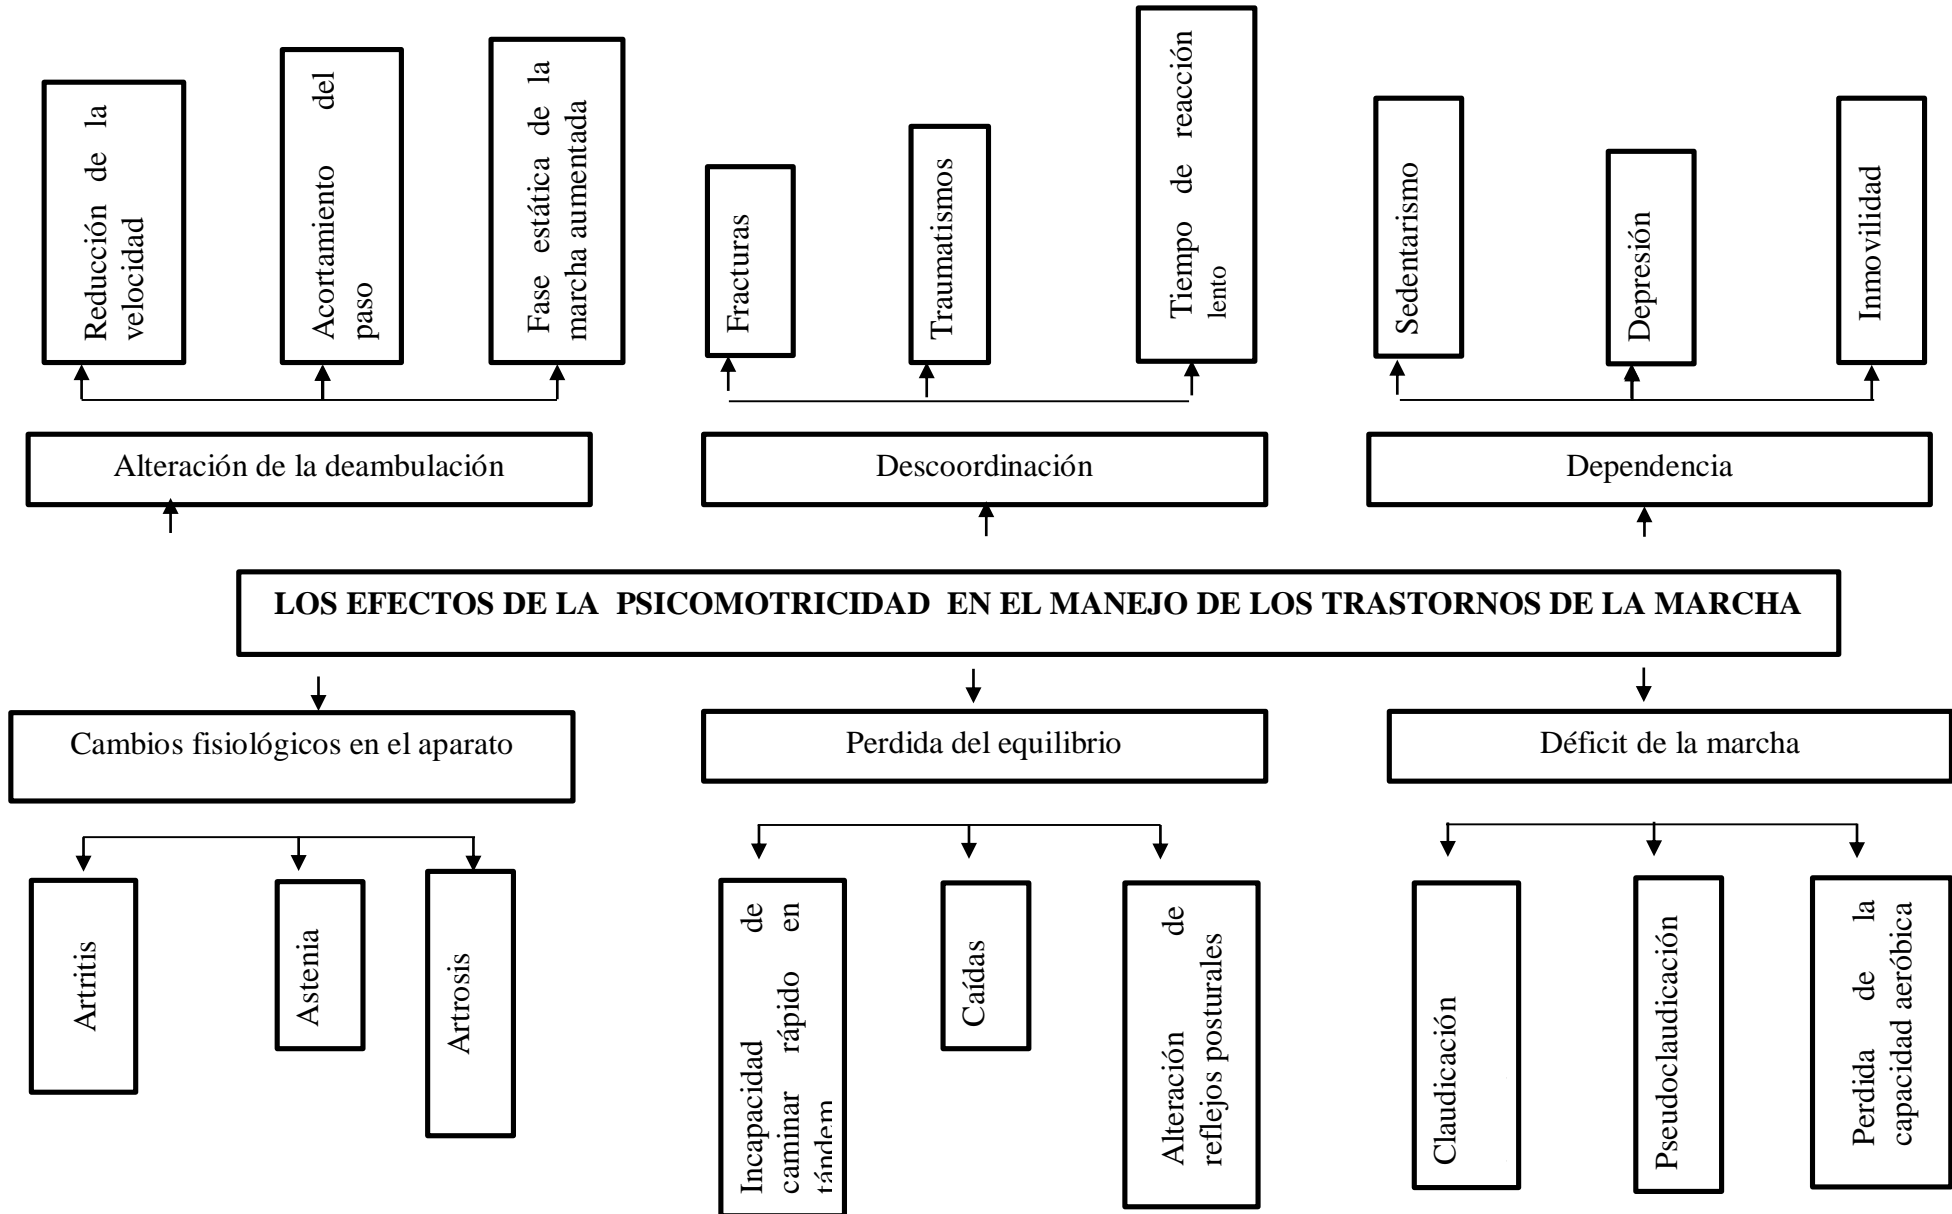 Reducción de la
velocidad
Acortamiento del
paso
Fase estática de la
marcha aumentada
Fracturas
Traumatismos
Tiempo de reacción
lento
Sedentarismo
Depresión
Inmovilidad
Alteración de la deambulación
Descoordinación
Dependencia
LOS EFECTOS DE LA PSICOMOTRICIDAD EN EL MANEJO DE LOS TRASTORNOS DE LA MARCHA
Cambios fisiológicos en el aparato
Perdida del equilibrio
Déficit de la marcha
Artritis
Astenia
Artrosis
Incapacidad de
caminar rápido en
tándem
Caídas
Alteración de
reflejos posturales
Claudicación
Pseudoclaudicación
Perdida de la
capacidad aeróbica